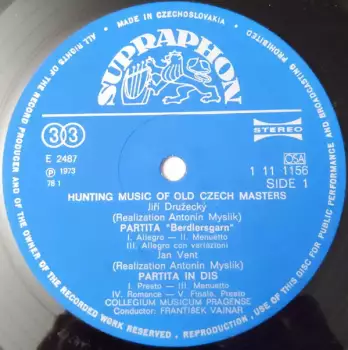 MADE IN CZECHOSLOVAKIA
ALL RIGHTS OF THE RECORD PRODUCER AND OF THE OWNER OF THE RECORDED WORK RESERVED. REPRODUCTION, USE OF THIS RECORD FOR PUBLIC PERFORMANCE AND BROADCASTING PROHIBITED
SUPRAPHON
33
STEREO
E 2487
OSA
Ⓟ 1973
1 11 1156
78 1
SIDE 1
HUNTING MUSIC OF OLD CZECH MASTERS
Jiří Družecký
(Realization Antonín Myslík)
PARTITA "Berdlersgarn"
I. Allegro — II. Menuetto
III. Allegro con variazioni
Jan Vent
(Realization Antonín Myslík)
PARTITA IN DIS
I. Presto — II. Menuetto
IV. Romance — V. Finale. Presto
COLLEGIUM MUSICUM PRAGENSE
Conductor: FRANTIŠEK VAJNAR